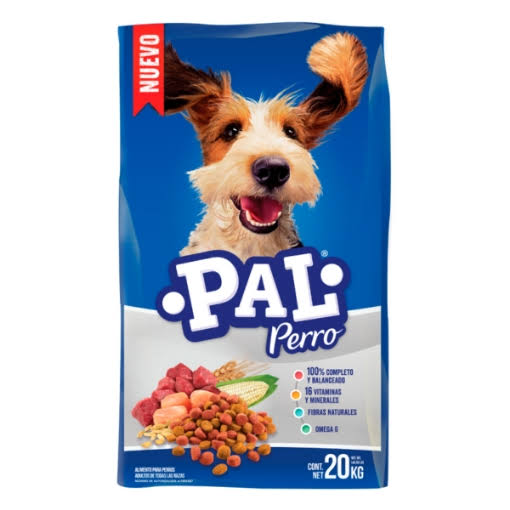 NUEVO
PAL®
Perro
100% COMPLETO
Y BALANCEADO
16 VITAMINAS
Y MINERALES
FIBRAS NATURALES
OMEGA 6
CONT.
NET
20 KG
ALIMENTO PARA PERROS
ADULTOS DE TODAS LAS RAZAS